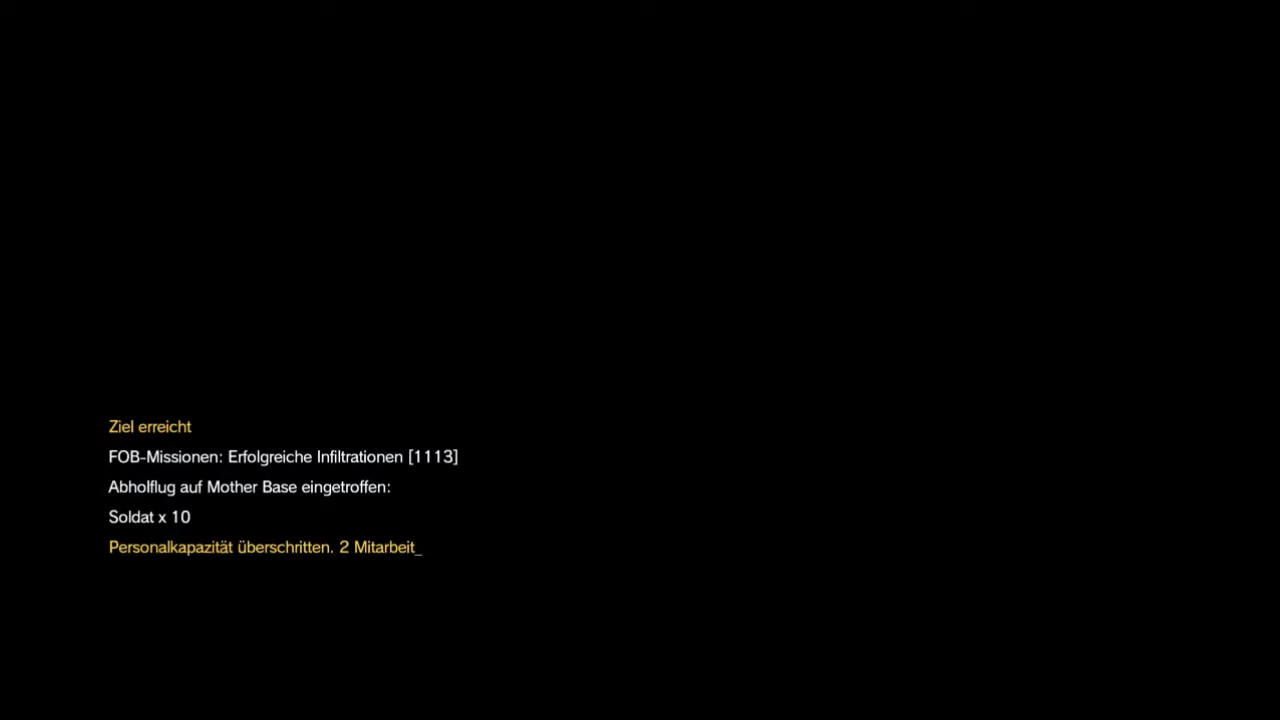 Ziel erreicht
FOB-Missionen: Erfolgreiche Infiltrationen [1113]
Abholflug auf Mother Base eingetroffen:
Soldat x 10
Personalkapazität überschritten. 2 Mitarbeit_